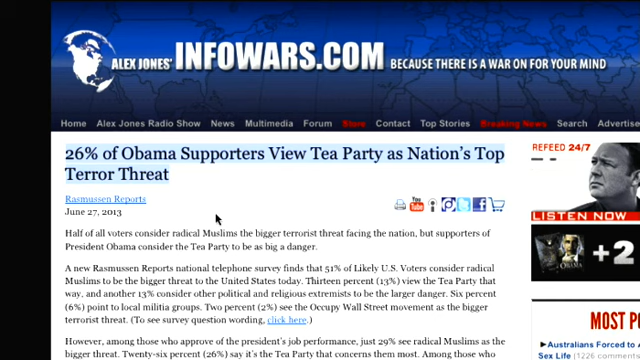 ALEX JONES' INFOWARS.COM BECAUSE THERE IS A WAR ON FOR YOUR MIND
Home Alex Jones Radio Show News Multimedia Forum Store Contact Top Stories Breaking News Search Advertise
26% of Obama Supporters View Tea Party as Nation's Top
Terror Threat
Rasmussen Reports
June 27, 2013
You Tube
Half of all voters consider radical Muslims the bigger terrorist threat facing the nation, but supporters of
President Obama consider the Tea Party to be as big a danger.
A new Rasmussen Reports national telephone survey finds that 51% of Likely U.S. Voters consider radical
Muslims to be the bigger threat to the United States today. Thirteen percent (13%) view the Tea Party that
way, and another 13% consider other political and religious extremists to be the larger danger. Six percent
(6%) point to local militia groups. Two percent (2%) see the Occupy Wall Street movement as the bigger
terrorist threat. (To see survey question wording, click here.)
However, among those who approve of the president's job performance, just 29% see radical Muslims as the
bigger threat. Twenty-six percent (26%) say it's the Tea Party that concerns them most. Among those who
REFEED 24/7
LISTEN NOW
OBAMA
+2
MOST PO
Australians Forced to A
Sex Life (1226 comment